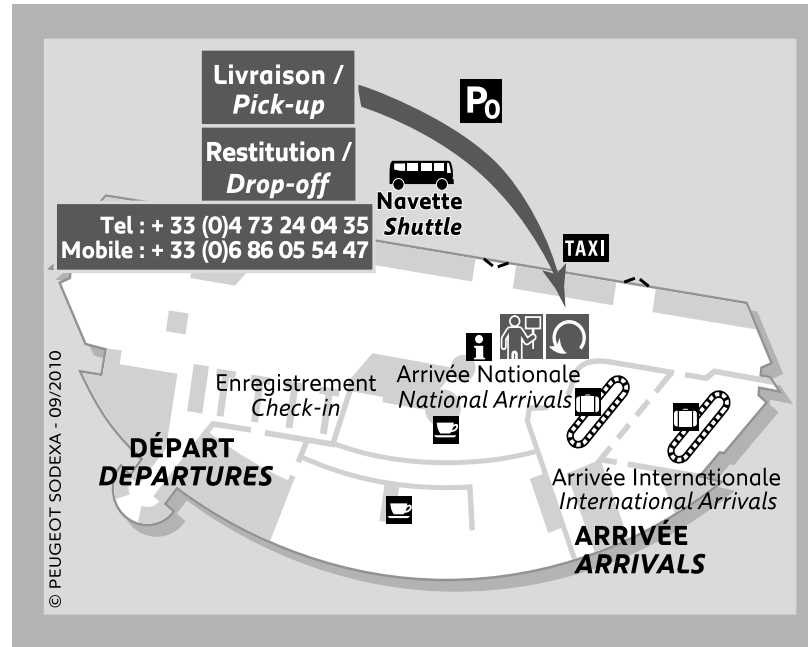 Livraison /
Pick-up
P0
Restitution /
Drop-off
Navette
Shuttle
Tel : + 33 (0)4 73 24 04 35
Mobile : + 33 (0)6 86 05 54 47
TAXI
i
Enregistrement
Check-in
Arrivée Nationale
National Arrivals
DÉPART
DEPARTURES
Arrivée Internationale
International Arrivals
ARRIVÉE
ARRIVALS
© PEUGEOT SODEXA - 09/2010